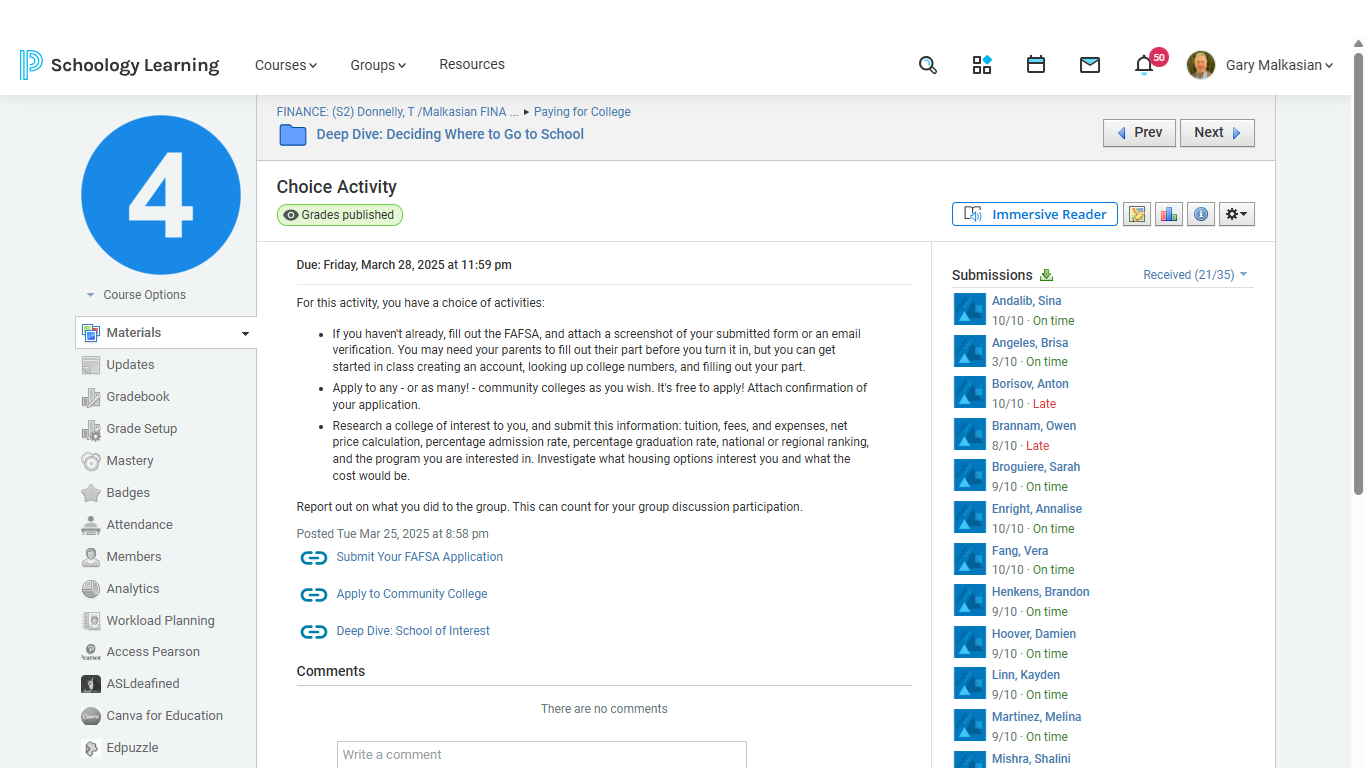 Schoology Learning
Courses
Groups
Resources
50
Gary Malkasian
4
Course Options
Materials
Updates
Gradebook
Grade Setup
Mastery
Badges
Attendance
Members
Analytics
Workload Planning
Access Pearson
ASLdeafined
Canva for Education
Edpuzzle
FINANCE: (S2) Donnelly, T /Malkasian FINA ... ▸ Paying for College
Deep Dive: Deciding Where to Go to School
Prev
Next
Choice Activity
Grades published
Immersive Reader
Due: Friday, March 28, 2025 at 11:59 pm
For this activity, you have a choice of activities:
• If you haven't already, fill out the FAFSA, and attach a screenshot of your submitted form or an email
verification. You may need your parents to fill out their part before you turn it in, but you can get
started in class creating an account, looking up college numbers, and filling out your part.
• Apply to any - or as many! - community colleges as you wish. It's free to apply! Attach confirmation of
your application.
• Research a college of interest to you, and submit this information: tuition, fees, and expenses, net
price calculation, percentage admission rate, percentage graduation rate, national or regional ranking,
and the program you are interested in. Investigate what housing options interest you and what the
cost would be.
Report out on what you did to the group. This can count for your group discussion participation.
Posted Tue Mar 25, 2025 at 8:58 pm
Submit Your FAFSA Application
Apply to Community College
Deep Dive: School of Interest
Comments
There are no comments
Write a comment
Submissions
Received (21/35)
Andalib, Sina
10/10 · On time
Angeles, Brisa
3/10 · On time
Borisov, Anton
10/10 · Late
Brannam, Owen
8/10 · Late
Broguiere, Sarah
9/10 · On time
Enright, Annalise
10/10 · On time
Fang, Vera
10/10 · On time
Henkens, Brandon
9/10 · On time
Hoover, Damien
9/10 · On time
Linn, Kayden
9/10 · On time
Martinez, Melina
9/10 · On time
Mishra, Shalini